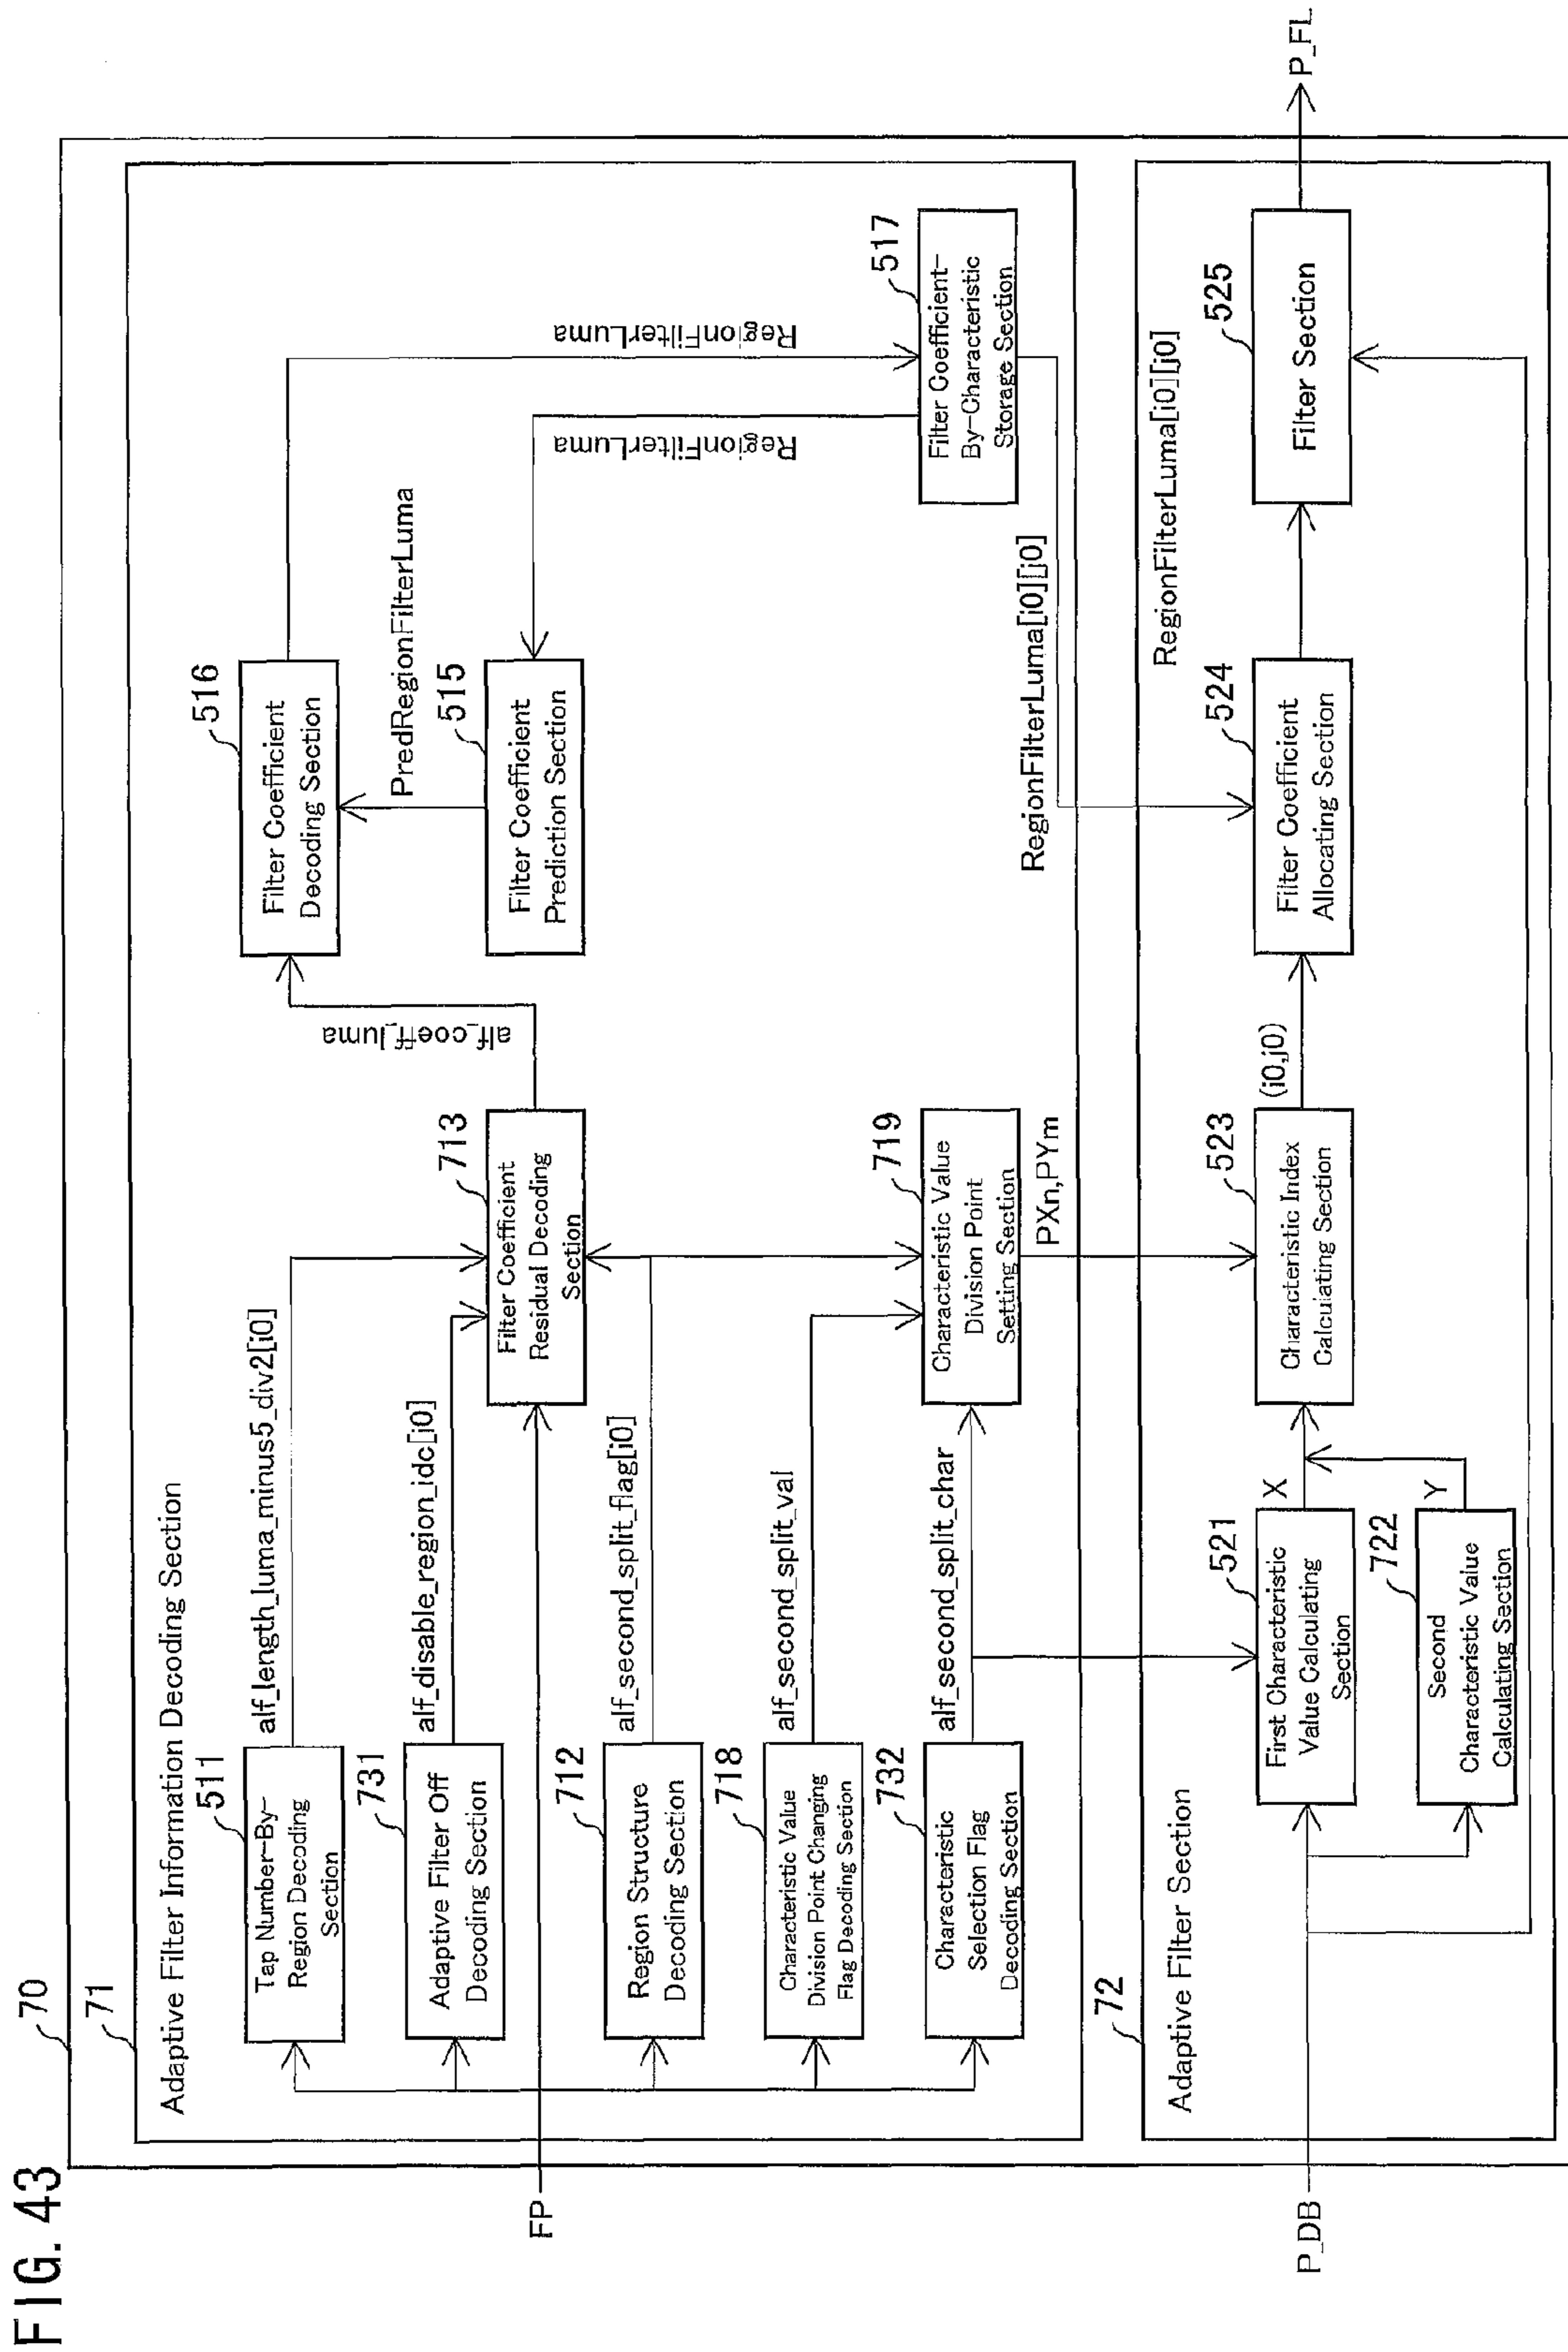 FIG. 43
70
71
Adaptive Filter Information Decoding Section
511
Tap Number-By-
Region Decoding
Section
alf_length_luma_minus5_div2[i0]
731
Adaptive Filter Off
Decoding Section
alf_disable_region_idc[i0]
FP
712
Region Structure
Decoding Section
alf_second_split_flag[i0]
718
Characteristic Value
Division Point Changing
Flag Decoding Section
alf_second_split_val
732
Characteristic
Selection Flag
Decoding Section
alf_second_split_char
713
Filter Coefficient
Residual Decoding
Section
alf_coeff_luma
719
Characteristic Value
Division Point
Setting Section
PXn,PYm
516
Filter Coefficient
Decoding Section
PredRegionFilterLuma
515
Filter Coefficient
Prediction Section
RegionFilterLuma
RegionFilterLuma
517
Filter Coefficient-
By-Characteristic
Storage Section
RegionFilterLuma[i0][j0]
72
Adaptive Filter Section
P_DB
521
First Characteristic
Value Calculating
Section
X
722
Second
Characteristic Value
Calculating Section
Y
523
Characteristic Index
Calculating Section
(i0,j0)
524
Filter Coefficient
Allocating Section
RegionFilterLuma[i0][j0]
525
Filter Section
P_FL